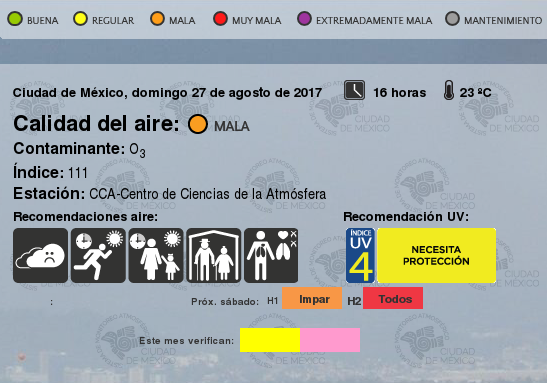 BUENA REGULAR MALA MUY MALA EXTREMADAMENTE MALA MANTENIMIENTO
Ciudad de México, domingo 27 de agosto de 2017 16 horas 23 ºC
Calidad del aire: MALA
Contaminante: O3
Índice: 111
Estación: CCA-Centro de Ciencias de la Atmósfera
Recomendaciones aire: Recomendación UV:
ÍNDICE
UV
4
NECESITA
PROTECCIÓN
: Próx. sábado: H1 Impar H2 Todos
Este mes verifican: